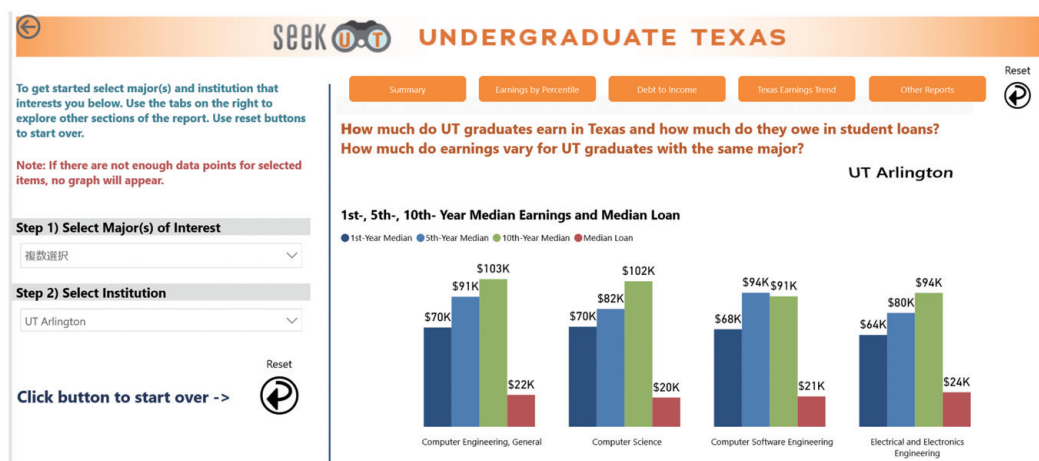 seek U.T UNDERGRADUATE TEXAS
To get started select major(s) and institution that
interests you below. Use the tabs on the right to
explore other sections of the report. Use reset buttons
to start over.
Note: If there are not enough data points for selected
items, no graph will appear.
Step 1) Select Major(s) of Interest
複数選択
Step 2) Select Institution
UT Arlington
Reset
Click button to start over ->
Summary
Earnings by Percentile
Debt to Income
Texas Earnings Trend
Other Reports
Reset
How much do UT graduates earn in Texas and how much do they owe in student loans?
How much do earnings vary for UT graduates with the same major?
UT Arlington
1st-, 5th-, 10th- Year Median Earnings and Median Loan
1st-Year Median 5th-Year Median 10th-Year Median Median Loan
$70K $91K $103K $22K
Computer Engineering, General
$70K $82K $102K $20K
Computer Science
$68K $94K $91K $21K
Computer Software Engineering
$64K $80K $94K $24K
Electrical and Electronics
Engineering